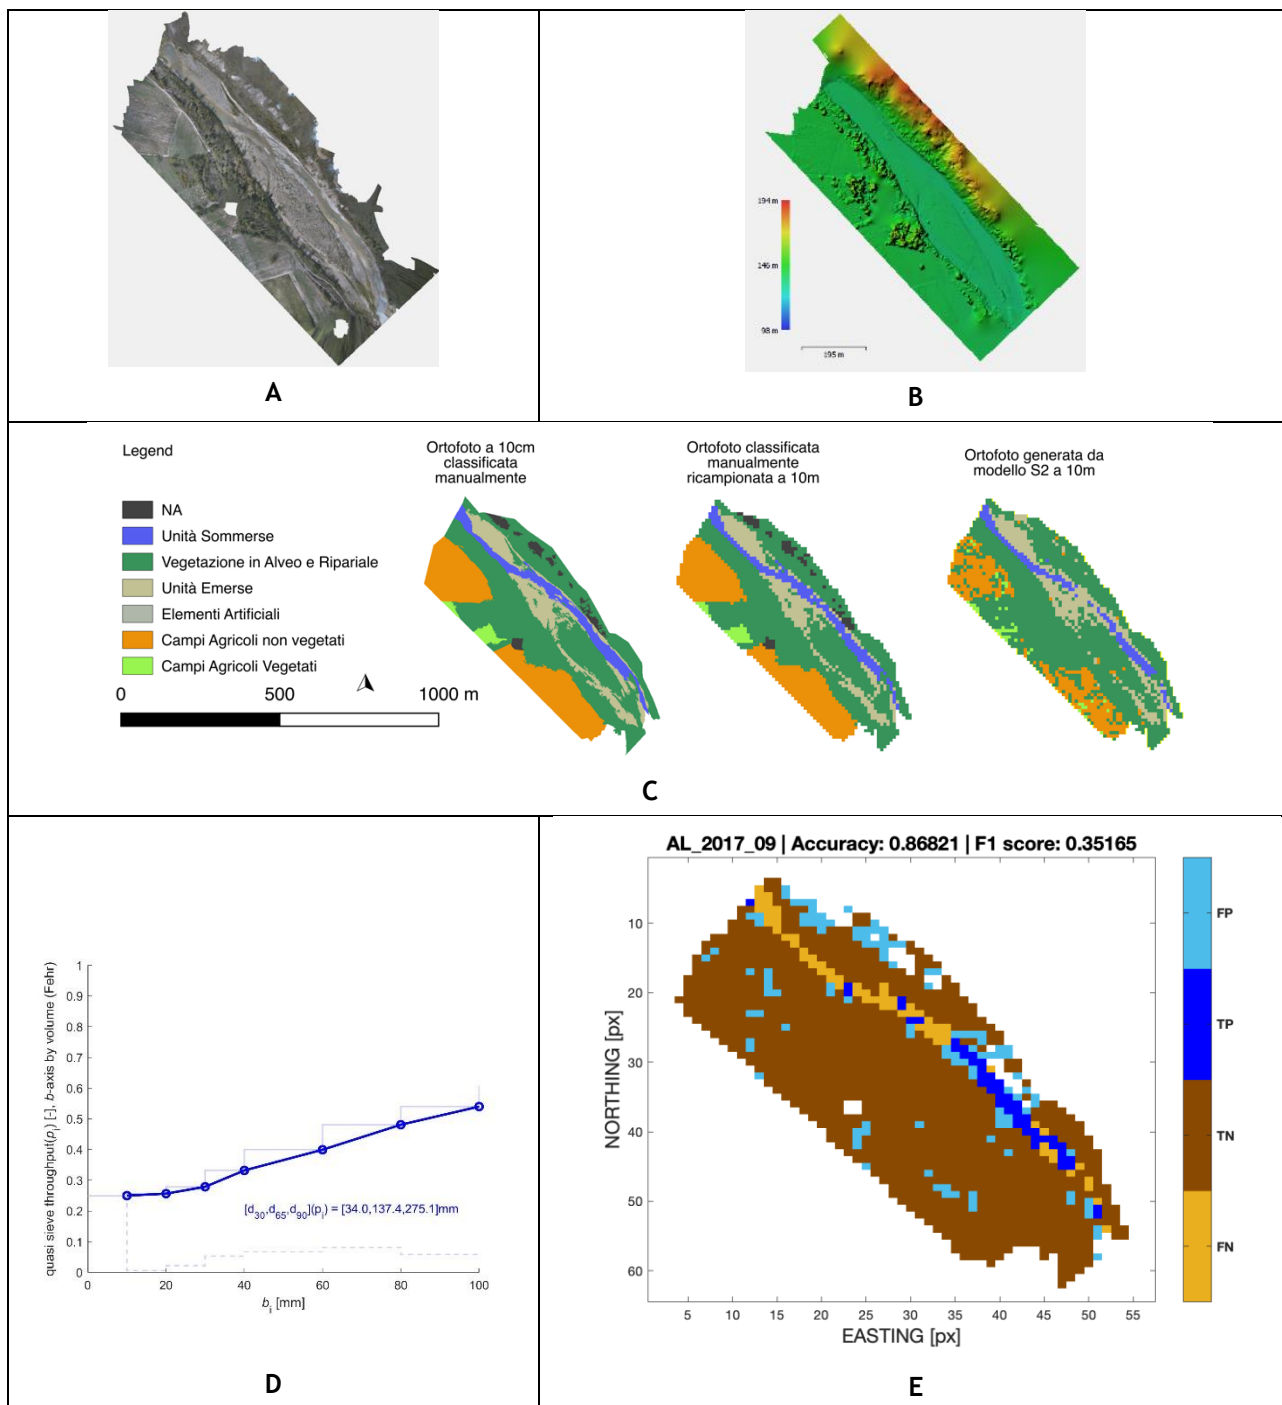 A
194 m
146 m
98 m
195 m
B
Legend
NA
Unità Sommerse
Vegetazione in Alveo e Ripariale
Unità Emerse
Elementi Artificiali
Campi Agricoli non vegetati
Campi Agricoli Vegetati
0 500 1000 m
Ortofoto a 10cm
classificata
manualmente
Ortofoto classificata
manualmente
ricampionata a 10m
Ortofoto generata da
modello S2 a 10m
C
quasi sieve throughput(pi) [-], b-axis by volume (Fehr)
1
0.9
0.8
0.7
0.6
0.5
0.4
0.3
0.2
0.1
0
[d30,d65,d90](pi) = [34.0,137.4,275.1]mm
0 20 40 60 80 100
bi [mm]
D
AL_2017_09 | Accuracy: 0.86821 | F1 score: 0.35165
NORTHING [px]
10
20
30
40
50
60
5 10 15 20 25 30 35 40 45 50 55
EASTING [px]
FP
TP
TN
FN
E